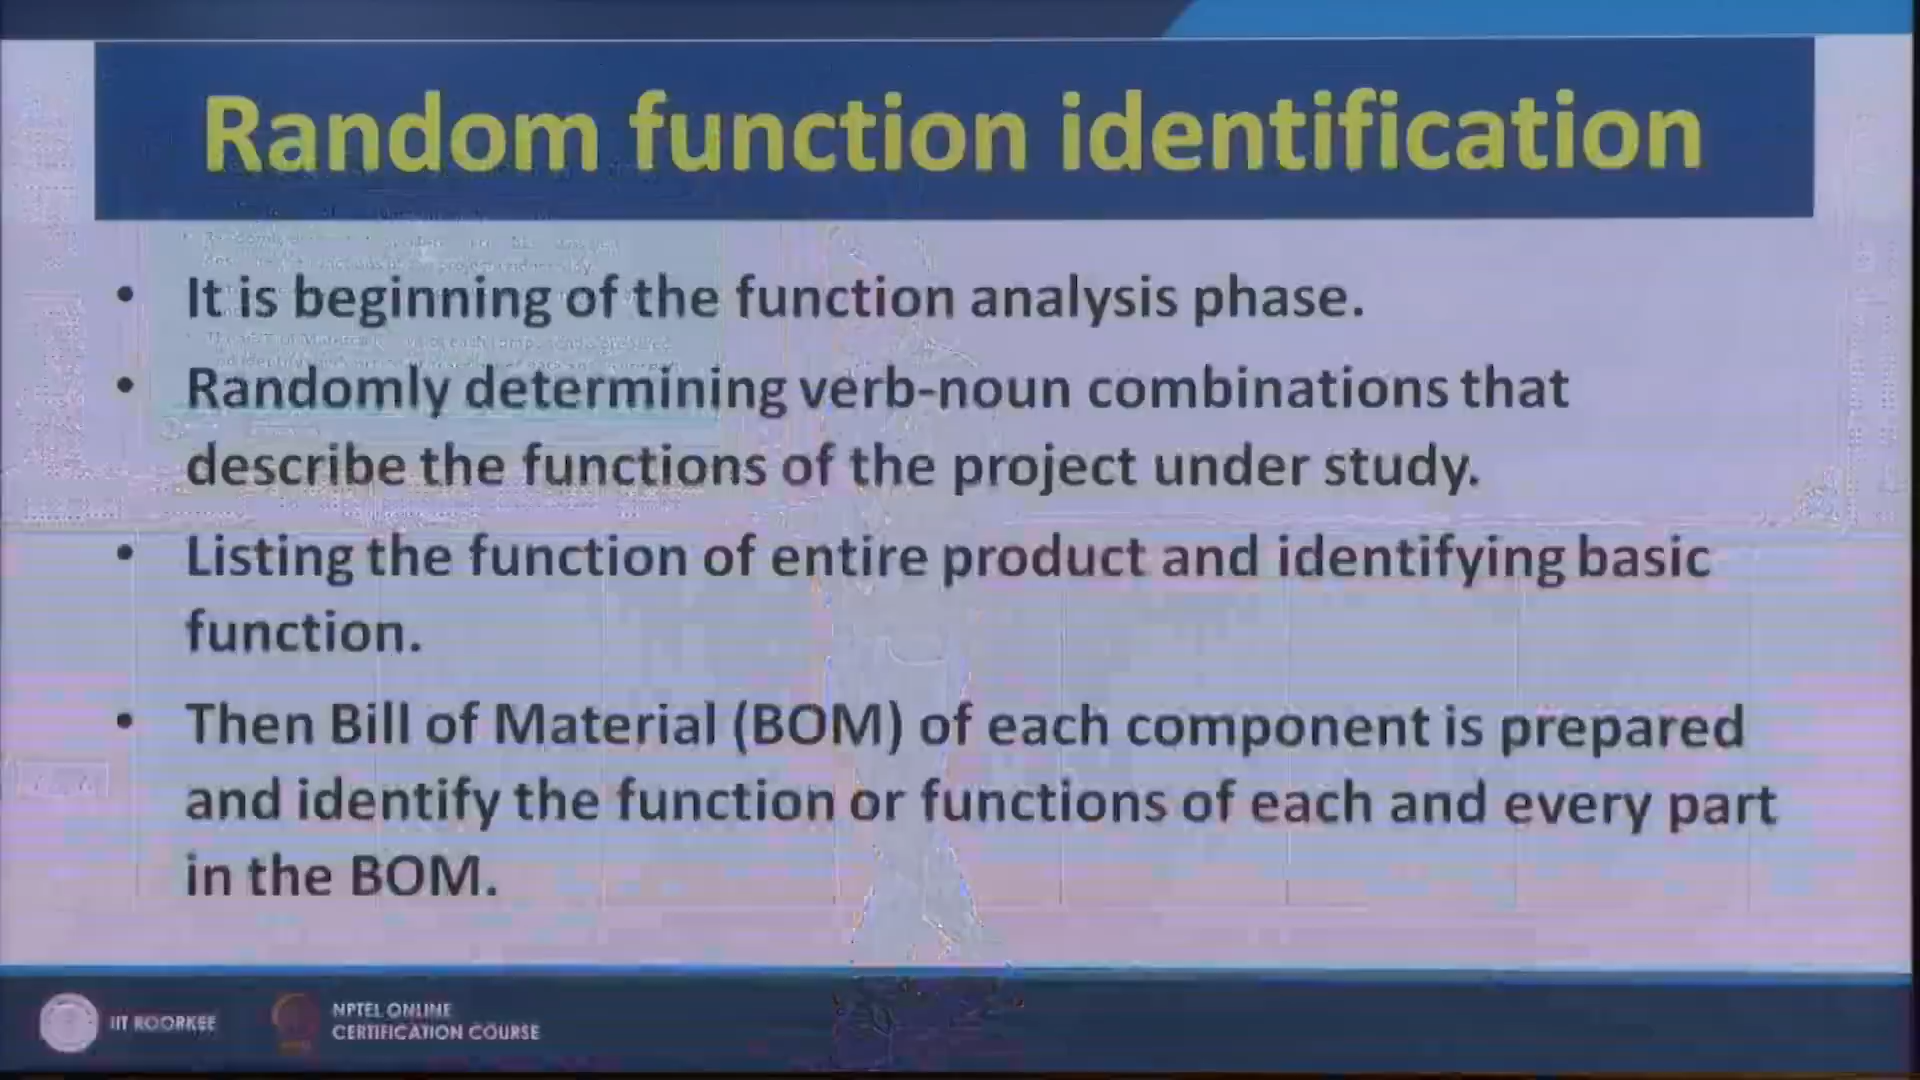 Random function identification
• It is beginning of the function analysis phase.
• Randomly determining verb-noun combinations that
describe the functions of the project under study.
• Listing the function of entire product and identifying basic
function.
• Then Bill of Material (BOM) of each component is prepared
and identify the function or functions of each and every part
in the BOM.
IIT ROORKEE
NPTEL ONLINE
CERTIFICATION COURSE